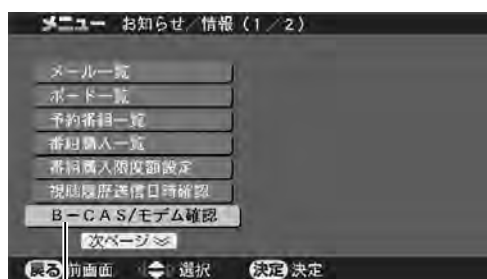 メニュー お知らせ/情報(1/2)
メール一覧
ボード一覧
予約番組一覧
番組購入一覧
番組購入限度額設定
視聴履歴送信日時確認
B-CAS/モデム確認
次ページ
戻る 前画面 選択 決定 決定